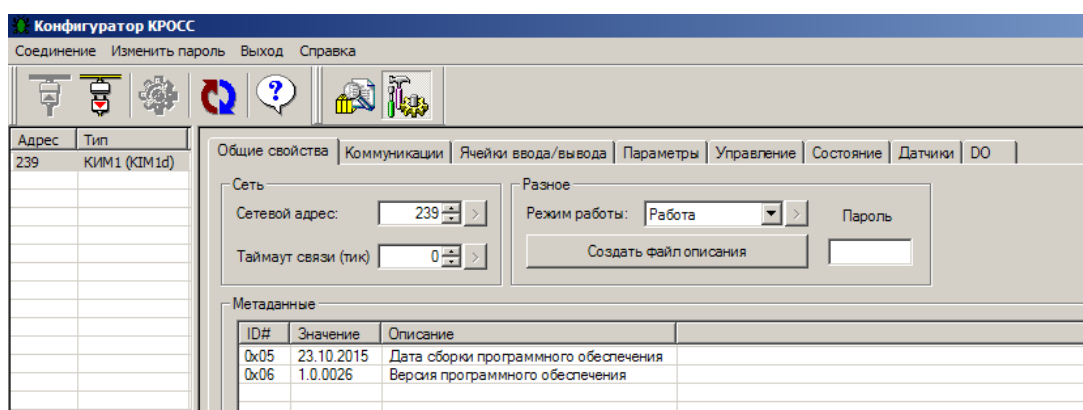 Конфигуратор КРОСС
Соединение Изменить пароль Выход Справка
Адрес Тип
239 КИМ1 (KIM1d)
Общие свойства Коммуникации Ячейки ввода/вывода Параметры Управление Состояние Датчики DO
Сеть
Сетевой адрес: 239 >
Таймаут связи (тик) 0 >
Разное
Режим работы: Работа > Пароль
Создать файл описания
Метаданные
ID# Значение Описание
0x05 23.10.2015 Дата сборки программного обеспечения
0x06 1.0.0026 Версия программного обеспечения